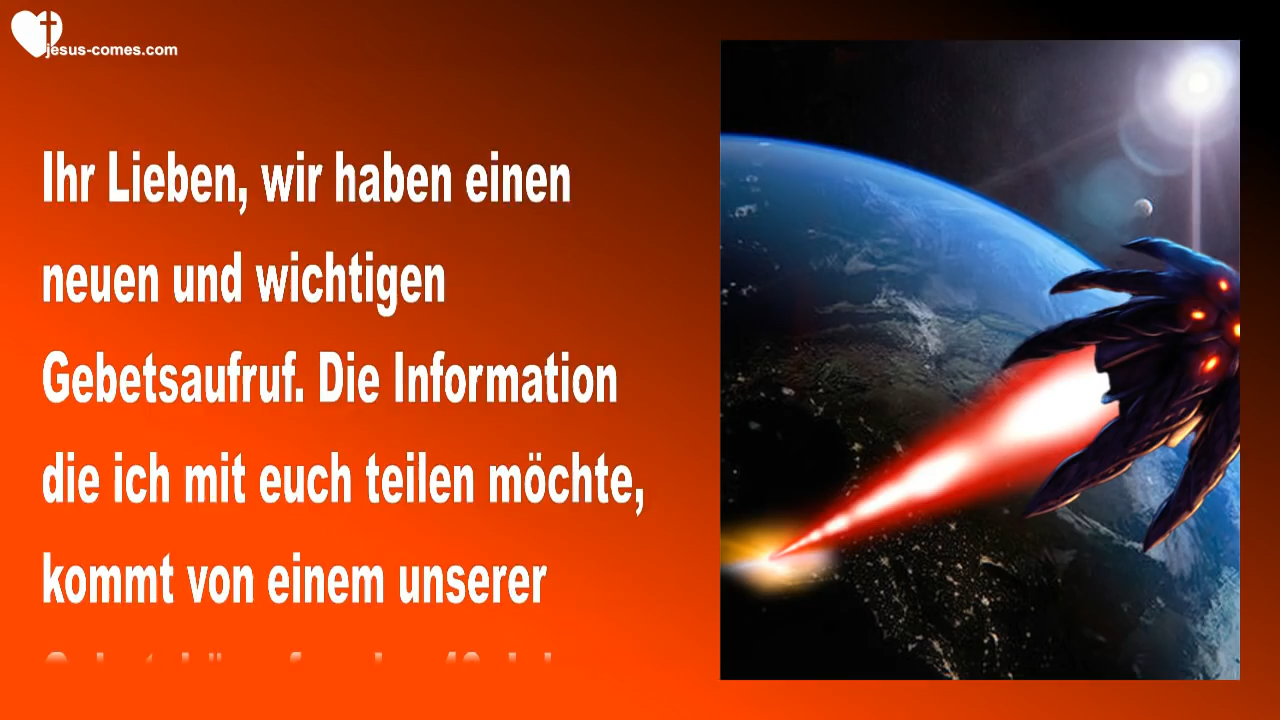 jesus-comes.com
Ihr Lieben, wir haben einen
neuen und wichtigen
Gebetsaufruf. Die Information
die ich mit euch teilen möchte,
kommt von einem unserer